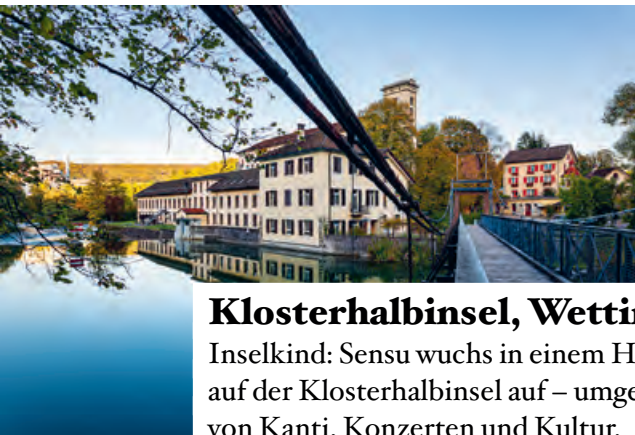 Klosterhalbinsel,
Inselkind: Sensu wuchs in einem
auf der Klosterhalbinsel auf –
von Kanti, Konzerten und Kultur.